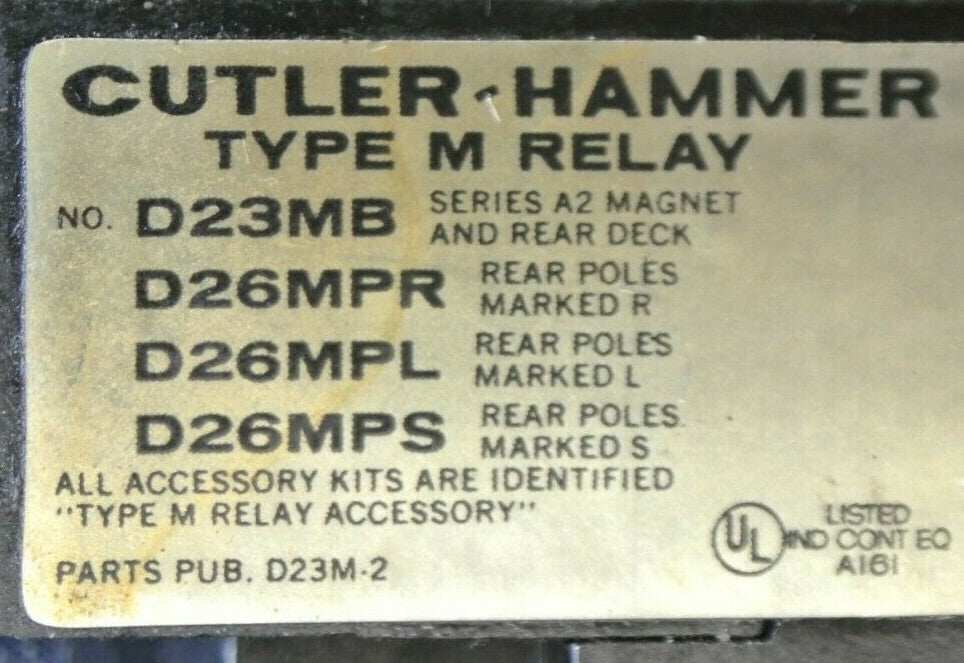 CUTLER-HAMMER
TYPE M RELAY
NO. D23MB SERIES A2 MAGNET
AND REAR DECK
D26MPR REAR POLES
MARKED R
D26MPL REAR POLES
MARKED L
D26MPS REAR POLES
MARKED S
ALL ACCESSORY KITS ARE IDENTIFIED
"TYPE M RELAY ACCESSORY"
PARTS PUB. D23M-2
UL LISTED
IND CONT EQ
A161